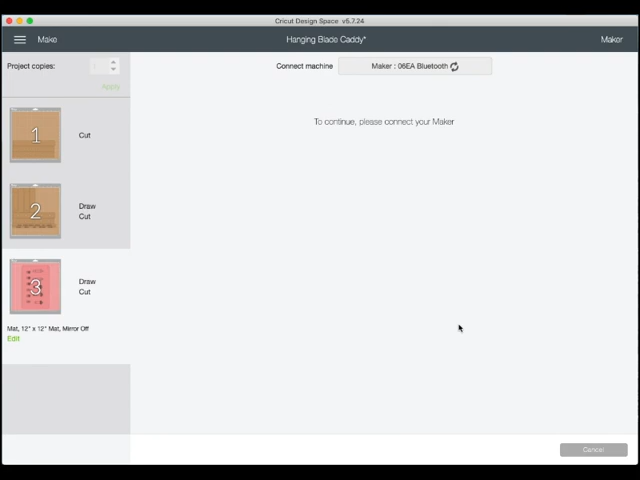 Cricut Design Space v5.7.24
Make
Hanging Blade Caddy*
Maker
Project copies:
Apply
Connect machine
Maker : 06EA Bluetooth
To continue, please connect your Maker
1
Cut
2
Draw
Cut
3
Draw
Cut
Mat, 12" x 12" Mat, Mirror Off
Edit
Cancel